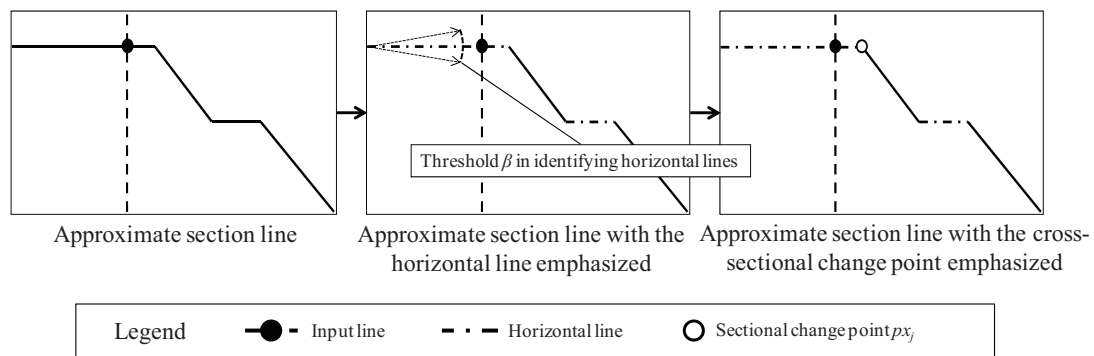 Threshold β in identifying horizontal lines
Approximate section line
Approximate section line with the
horizontal line emphasized
Approximate section line with the cross-
sectional change point emphasized
Legend
Input line
Horizontal line
Sectional change point pxj